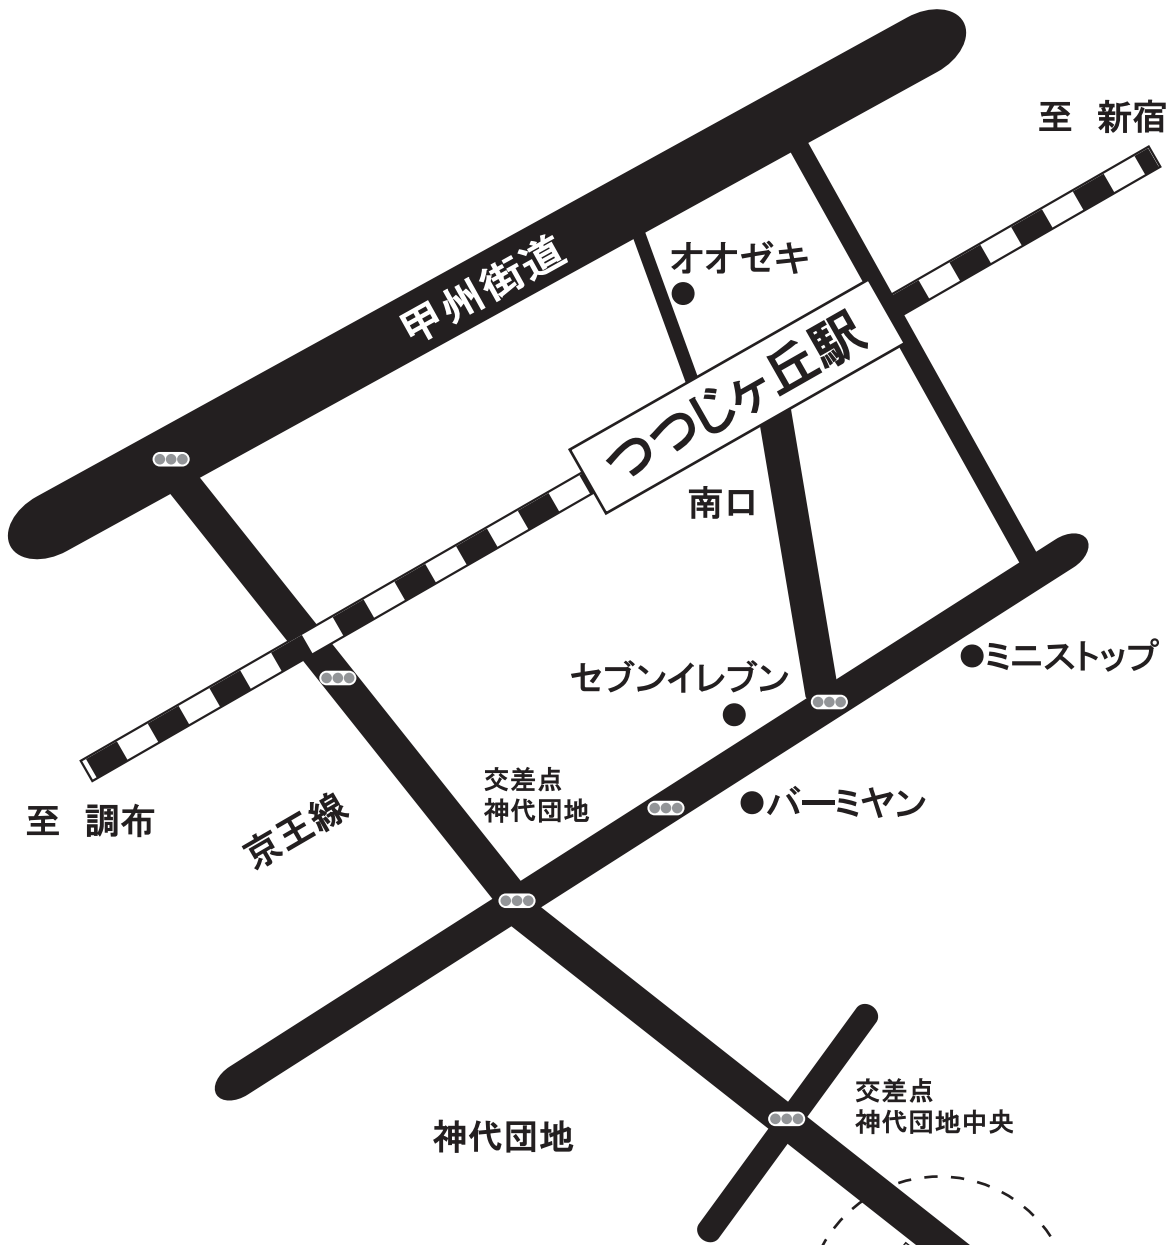 至 新宿
オオゼキ
甲州街道
つつじヶ丘駅
南口
ミニストップ
セブンイレブン
交差点
神代団地
バーミヤン
至 調布
京王線
交差点
神代団地中央
神代団地